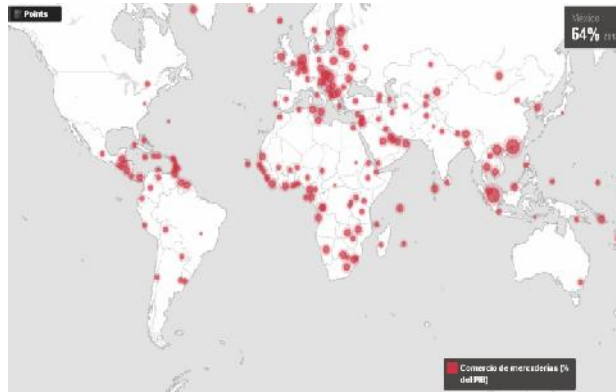 Points
México
64%
Comercio de mercaderías (%
del PIB)